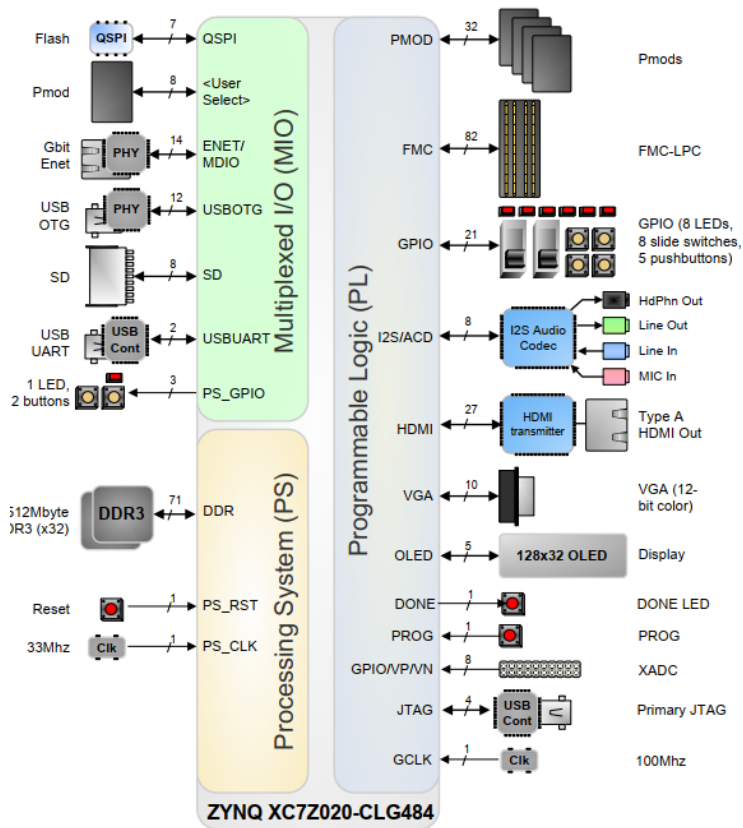 Flash
QSPI
7
QSPI
Pmod
8
<User
Select>
Gbit
Enet
PHY
14
ENET/
MDIO
USB
OTG
PHY
12
USBOTG
SD
8
SD
USB
UART
USB
Cont
2
USBUART
1 LED,
2 buttons
3
PS_GPIO
Multiplexed I/O (MIO)
512Mbyte
DR3 (x32)
DDR3
71
DDR
Reset
1
PS_RST
33Mhz
Clk
1
PS_CLK
Processing System (PS)
Programmable Logic (PL)
PMOD
32
Pmods
FMC
82
FMC-LPC
GPIO
21
GPIO (8 LEDs,
8 slide switches,
5 pushbuttons)
I2S/ACD
8
I2S Audio
Codec
HdPhn Out
Line Out
Line In
MIC In
HDMI
27
HDMI
transmitter
Type A
HDMI Out
VGA
10
VGA (12-
bit color)
OLED
5
128x32 OLED
Display
DONE
1
DONE LED
PROG
1
PROG
GPIO/VP/VN
8
XADC
JTAG
4
USB
Cont
Primary JTAG
GCLK
1
Clk
100Mhz
ZYNQ XC7Z020-CLG484